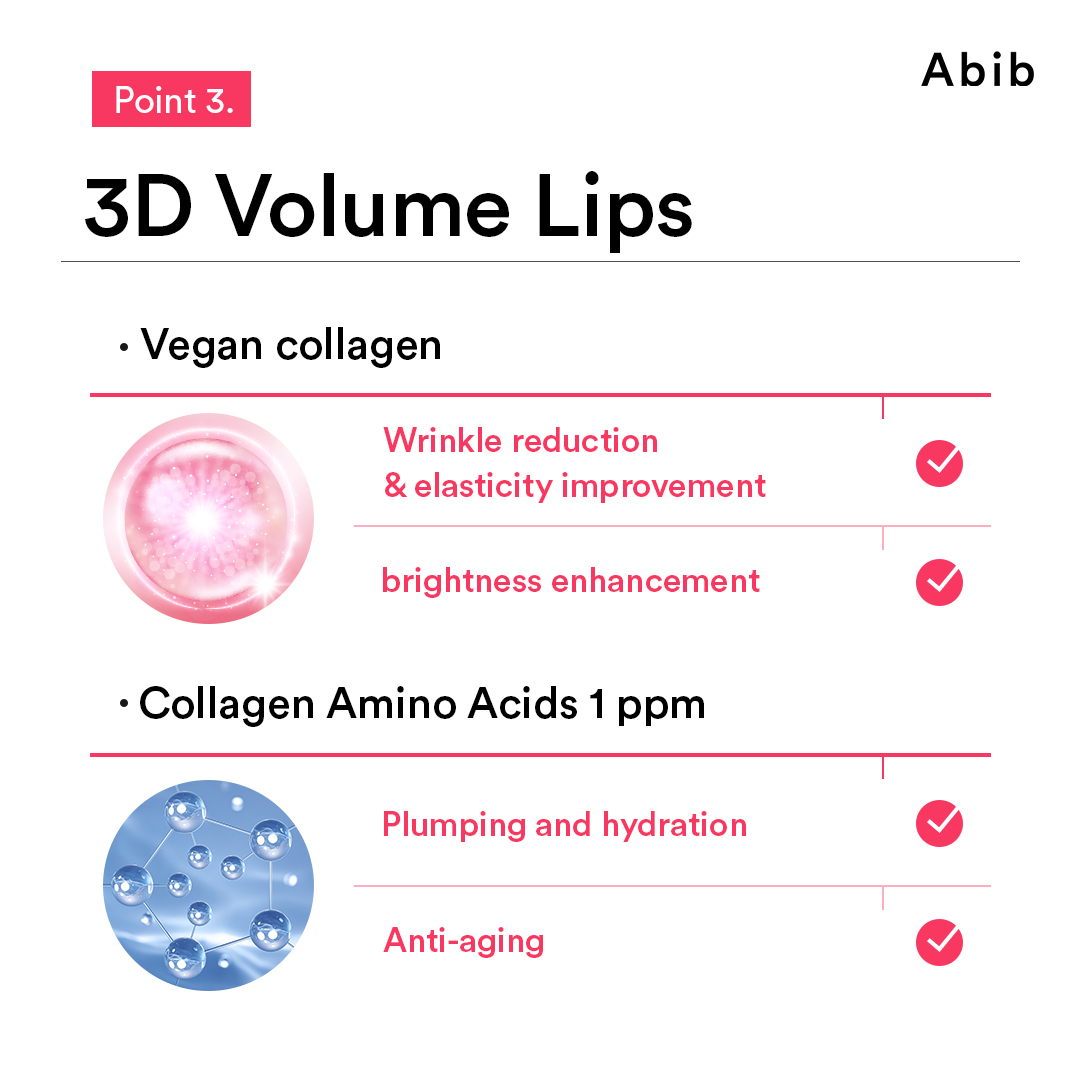 Abib
Point 3.
3D Volume Lips
· Vegan collagen
Wrinkle reduction
& elasticity improvement
brightness enhancement
· Collagen Amino Acids 1 ppm
Plumping and hydration
Anti-aging